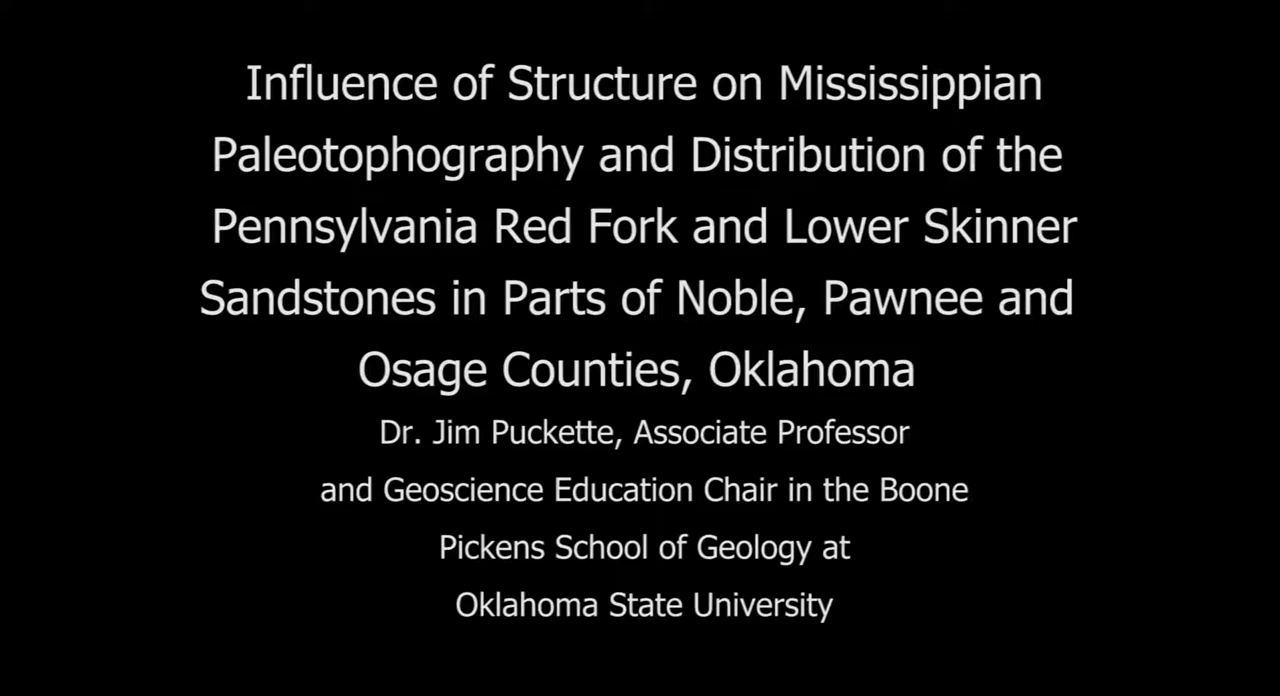 Influence of Structure on Mississippian
Paleotophography and Distribution of the
Pennsylvania Red Fork and Lower Skinner
Sandstones in Parts of Noble, Pawnee and
Osage Counties, Oklahoma
Dr. Jim Puckette, Associate Professor
and Geoscience Education Chair in the Boone
Pickens School of Geology at
Oklahoma State University